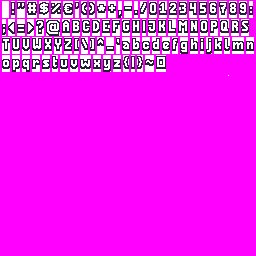 !"#$%&'()*+,-./0123456789:
;<=>?@ABCDEFGHIJKLMNOPQRS
TUVWXYZ[\]^_`abcdefghijklmn
opqrstuvwxyz{|}~□